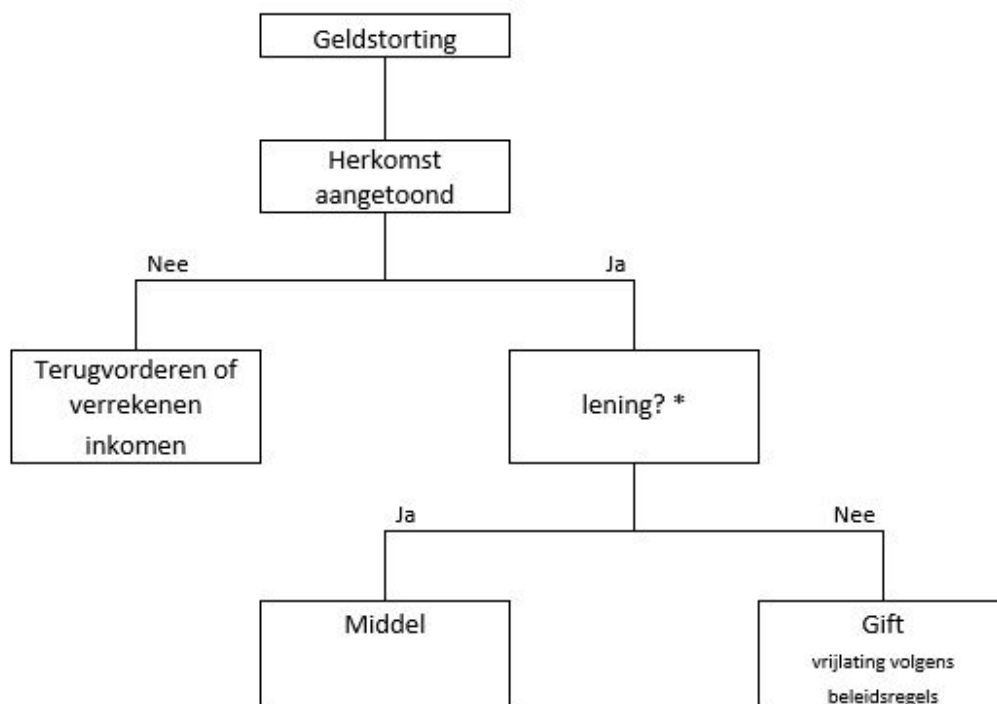 Geldstorting
Herkomst
aangetoond
Nee
Ja
Terugvorderen of
verrekenen
inkomen
lening? *
Ja
Nee
Middel
Gift
vrijlating volgens
beleidsregels